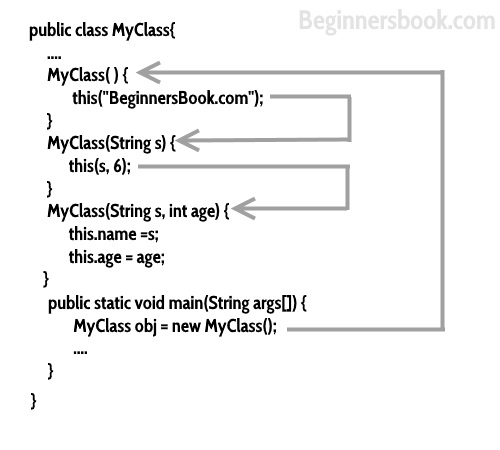 Beginnersbook.com
public class MyClass{
....
MyClass( ) {
this("BeginnersBook.com");
}
MyClass(String s) {
this(s, 6);
}
MyClass(String s, int age) {
this.name =s;
this.age = age;
}
public static void main(String args[]) {
MyClass obj = new MyClass();
....
}
}